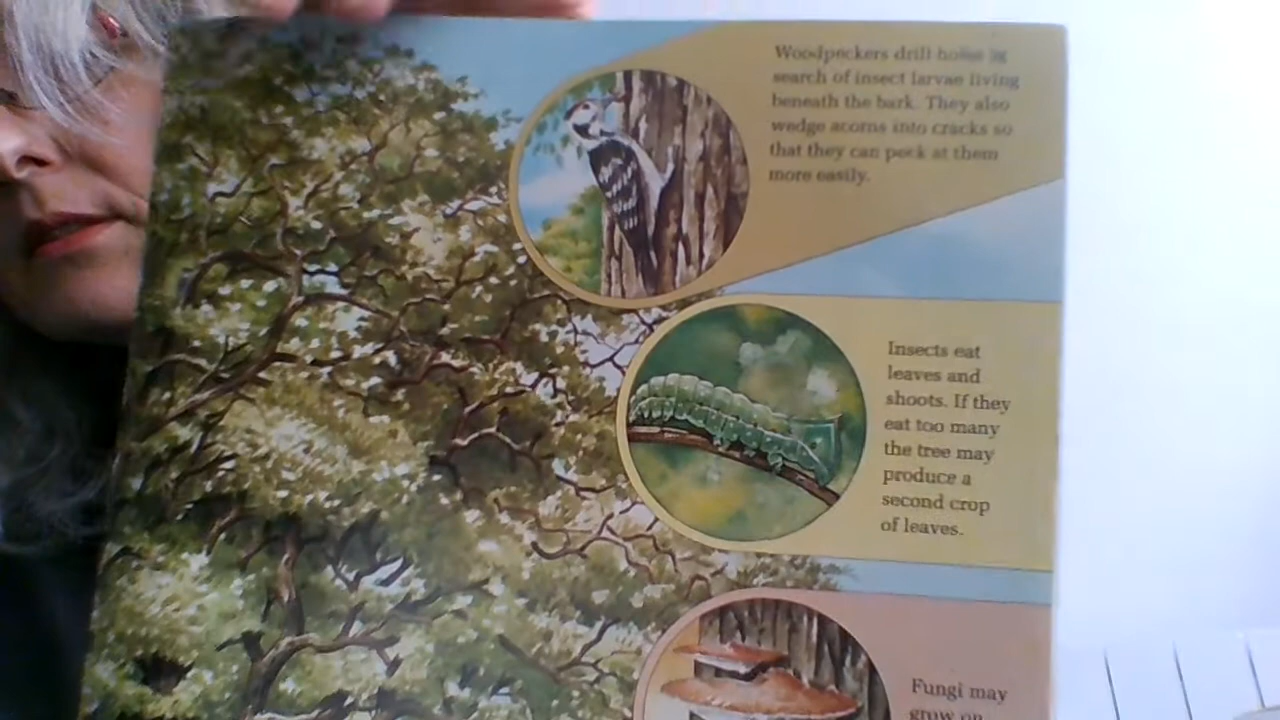 Woodpeckers drill holes in
search of insect larvae living
beneath the bark. They also
wedge acorns into cracks so
that they can peck at them
more easily.
Insects eat
leaves and
shoots. If they
eat too many
the tree may
produce a
second crop
of leaves.
Fungi may
grow on